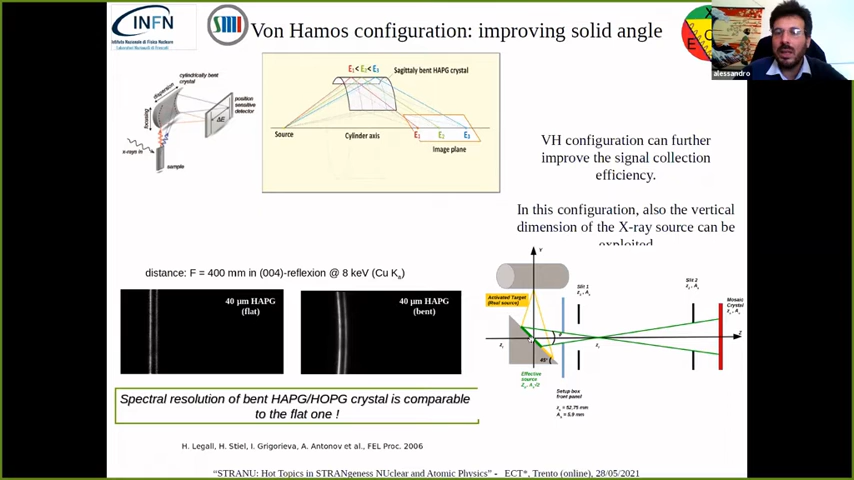 INFN
Istituto Nazionale di Fisica Nucleare
Laboratori Nazionali di Frascati
SMI
Von Hamos configuration: improving solid angle
alessandro
cylindrically bent
crystal
dispersion
focusing
position
sensitive
detector
ΔE
x-rays in
sample
E₁< E₂< E₃
Sagittaly bent HAPG crystal
Source
Cylinder axis
E₁
E₂
E₃
Image plane
VH configuration can further
improve the signal collection
efficiency.
In this configuration, also the vertical
dimension of the X-ray source can be
exploited
distance: F = 400 mm in (004)-reflexion @ 8 keV (Cu Kα)
40 µm HAPG
(flat)
40 µm HAPG
(bent)
Spectral resolution of bent HAPG/HOPG crystal is comparable
to the flat one !
Activated Target
(Real source)
Slit 1
Slit 2
Mosaic
Crystal
45°
Effective
source
Setup box
front panel
H. Legall, H. Stiel, I. Grigorieva, A. Antonov et al., FEL Proc. 2006
“STRANU: Hot Topics in STRANgeness NUclear and Atomic Physics” - ECT*, Trento (online), 28/05/2021